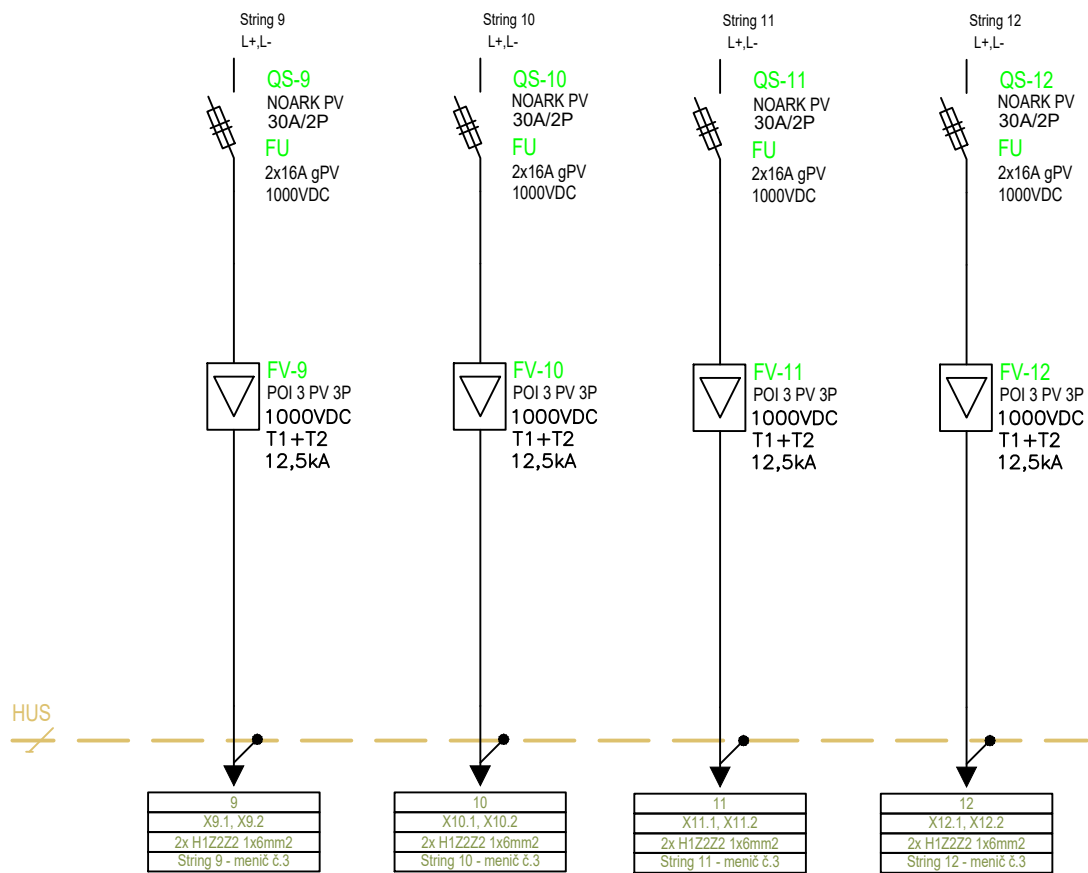 String 9
L+,L-
QS-9
NOARK PV
30A/2P
FU
2x16A gPV
1000VDC
FV-9
POI 3 PV 3P
1000VDC
T1+T2
12,5kA
String 10
L+,L-
QS-10
NOARK PV
30A/2P
FU
2x16A gPV
1000VDC
FV-10
POI 3 PV 3P
1000VDC
T1+T2
12,5kA
String 11
L+,L-
QS-11
NOARK PV
30A/2P
FU
2x16A gPV
1000VDC
FV-11
POI 3 PV 3P
1000VDC
T1+T2
12,5kA
String 12
L+,L-
QS-12
NOARK PV
30A/2P
FU
2x16A gPV
1000VDC
FV-12
POI 3 PV 3P
1000VDC
T1+T2
12,5kA
HUS
9
X9.1, X9.2
2x H1Z2Z2 1x6mm2
String 9 - menič č.3
10
X10.1, X10.2
2x H1Z2Z2 1x6mm2
String 10 - menič č.3
11
X11.1, X11.2
2x H1Z2Z2 1x6mm2
String 11 - menič č.3
12
X12.1, X12.2
2x H1Z2Z2 1x6mm2
String 12 - menič č.3